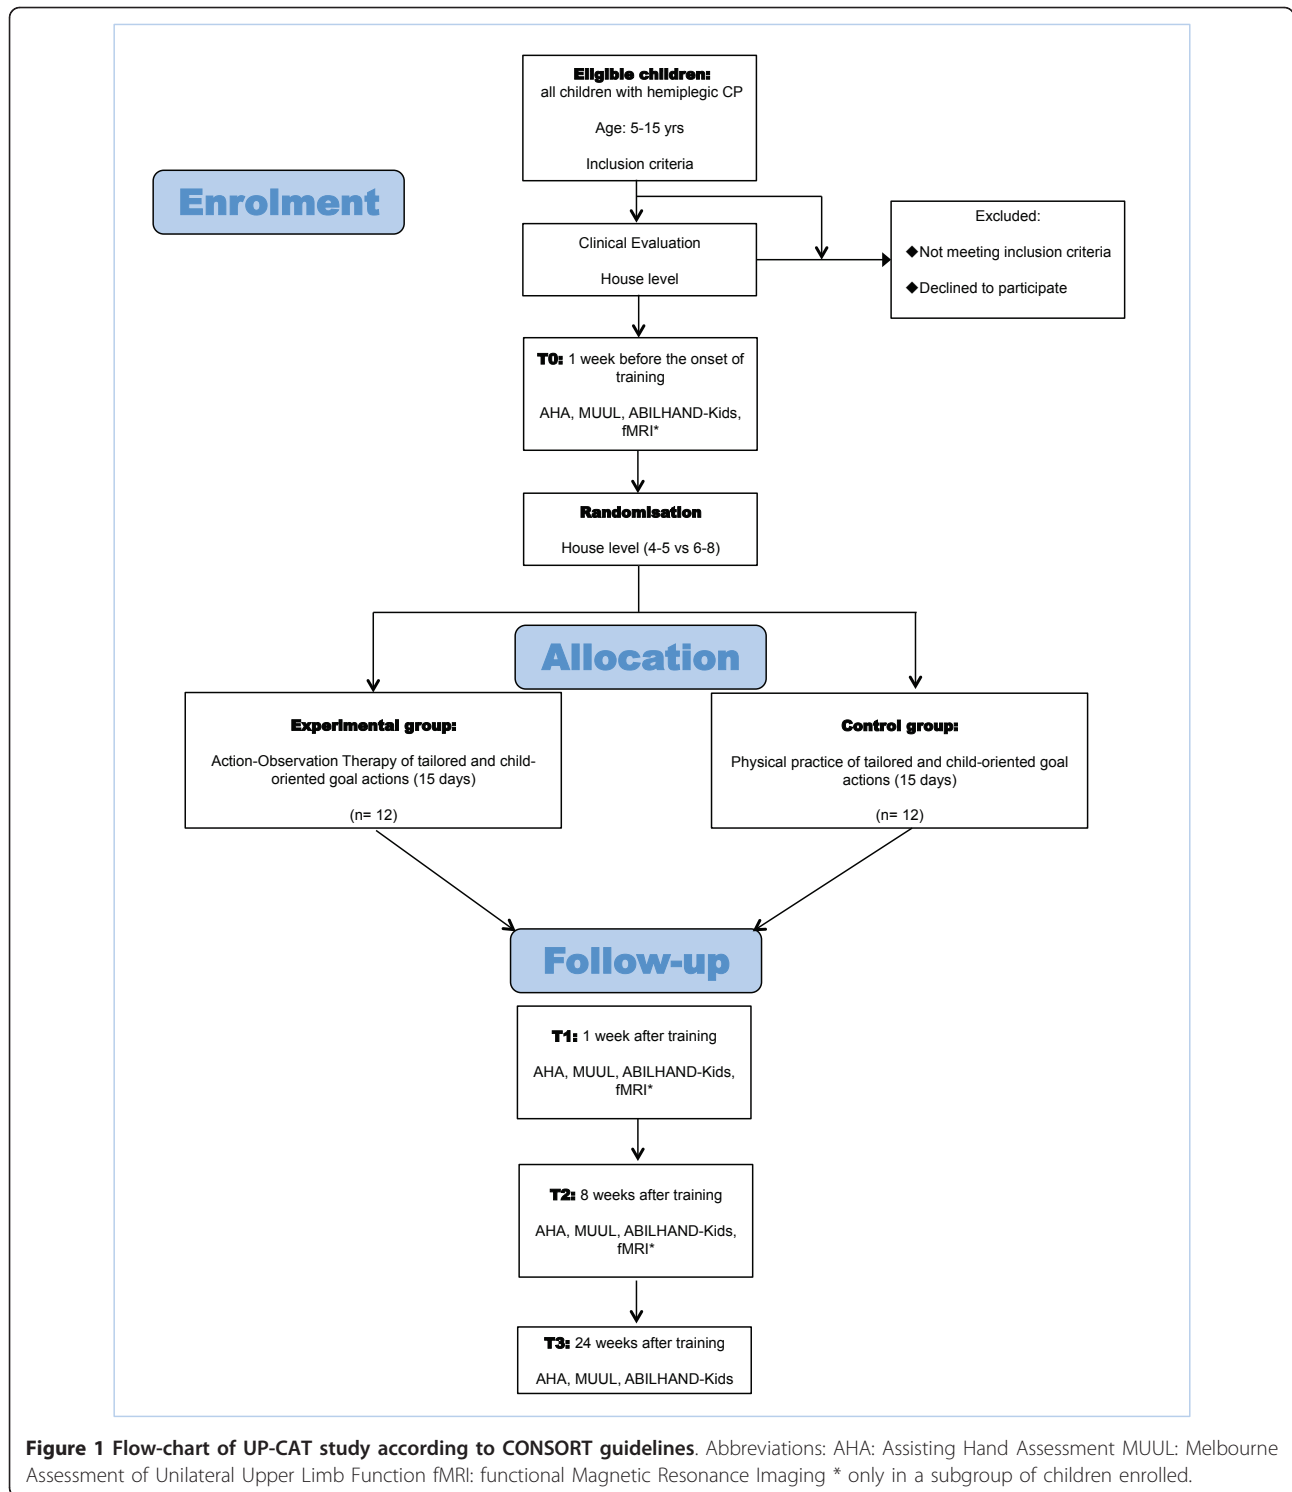 Eligible children:
all children with hemiplegic CP
Age: 5-15 yrs
Inclusion criteria
Enrolment
Clinical Evaluation
House level
Excluded:
◆Not meeting inclusion criteria
◆Declined to participate
T0: 1 week before the onset of
training
AHA, MUUL, ABILHAND-Kids,
fMRI*
Randomisation
House level (4-5 vs 6-8)
Allocation
Experimental group:
Action-Observation Therapy of tailored and child-
oriented goal actions (15 days)
(n= 12)
Control group:
Physical practice of tailored and child-oriented goal
actions (15 days)
(n= 12)
Follow-up
T1: 1 week after training
AHA, MUUL, ABILHAND-Kids,
fMRI*
T2: 8 weeks after training
AHA, MUUL, ABILHAND-Kids,
fMRI*
T3: 24 weeks after training
AHA, MUUL, ABILHAND-Kids
Figure 1 Flow-chart of UP-CAT study according to CONSORT guidelines. Abbreviations: AHA: Assisting Hand Assessment MUUL: Melbourne
Assessment of Unilateral Upper Limb Function fMRI: functional Magnetic Resonance Imaging * only in a subgroup of children enrolled.